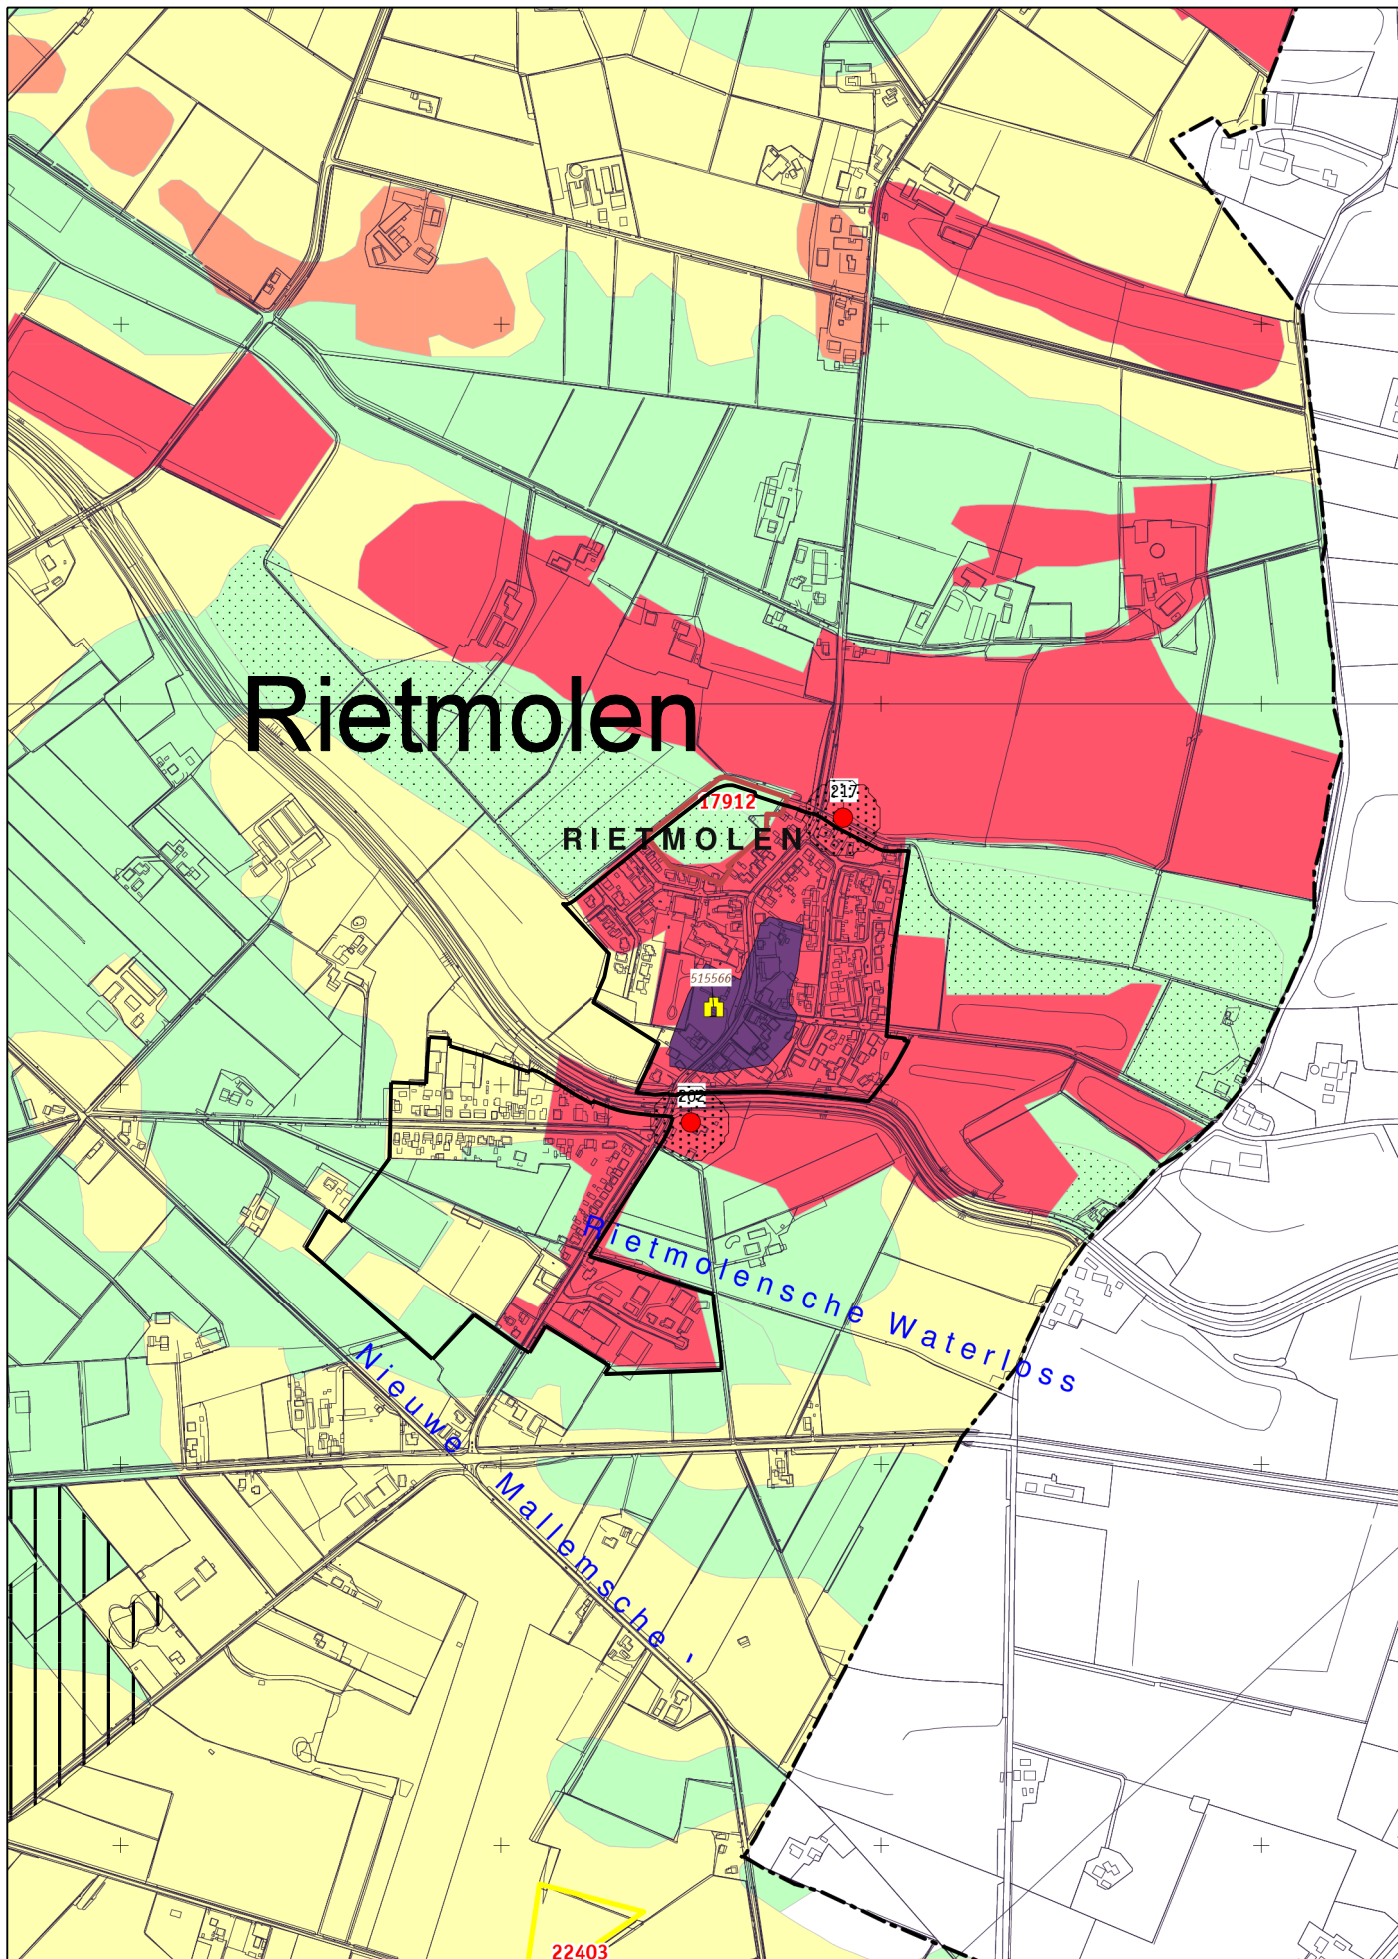 Rietmolen
217
17912
RIETMOLEN
515566
202
Rietmolensche Waterloss
Nieuwe Mallemsche '
22403